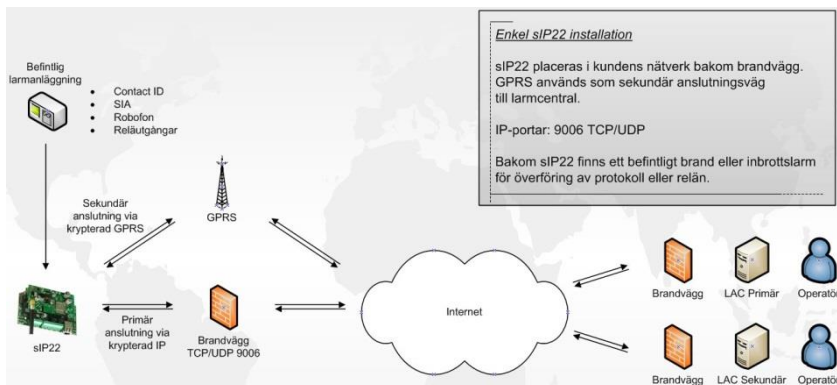 Befintlig
larmanläggning
• Contact ID
• SIA
• Robofon
• Reläutgångar
Enkel sIP22 installation
sIP22 placeras i kundens nätverk bakom brandvägg.
GPRS används som sekundär anslutningsväg
till larmcentral.
IP-portar: 9006 TCP/UDP
Bakom sIP22 finns ett befintligt brand eller inbrottslarm
för överföring av protokoll eller relän.
Sekundär
anslutning via
krypterad GPRS
GPRS
sIP22
Primär
anslutning via
krypterad IP
Brandvägg
TCP/UDP 9006
Internet
Brandvägg
LAC Primär
Operatör
Brandvägg
LAC Sekundär
Operatör